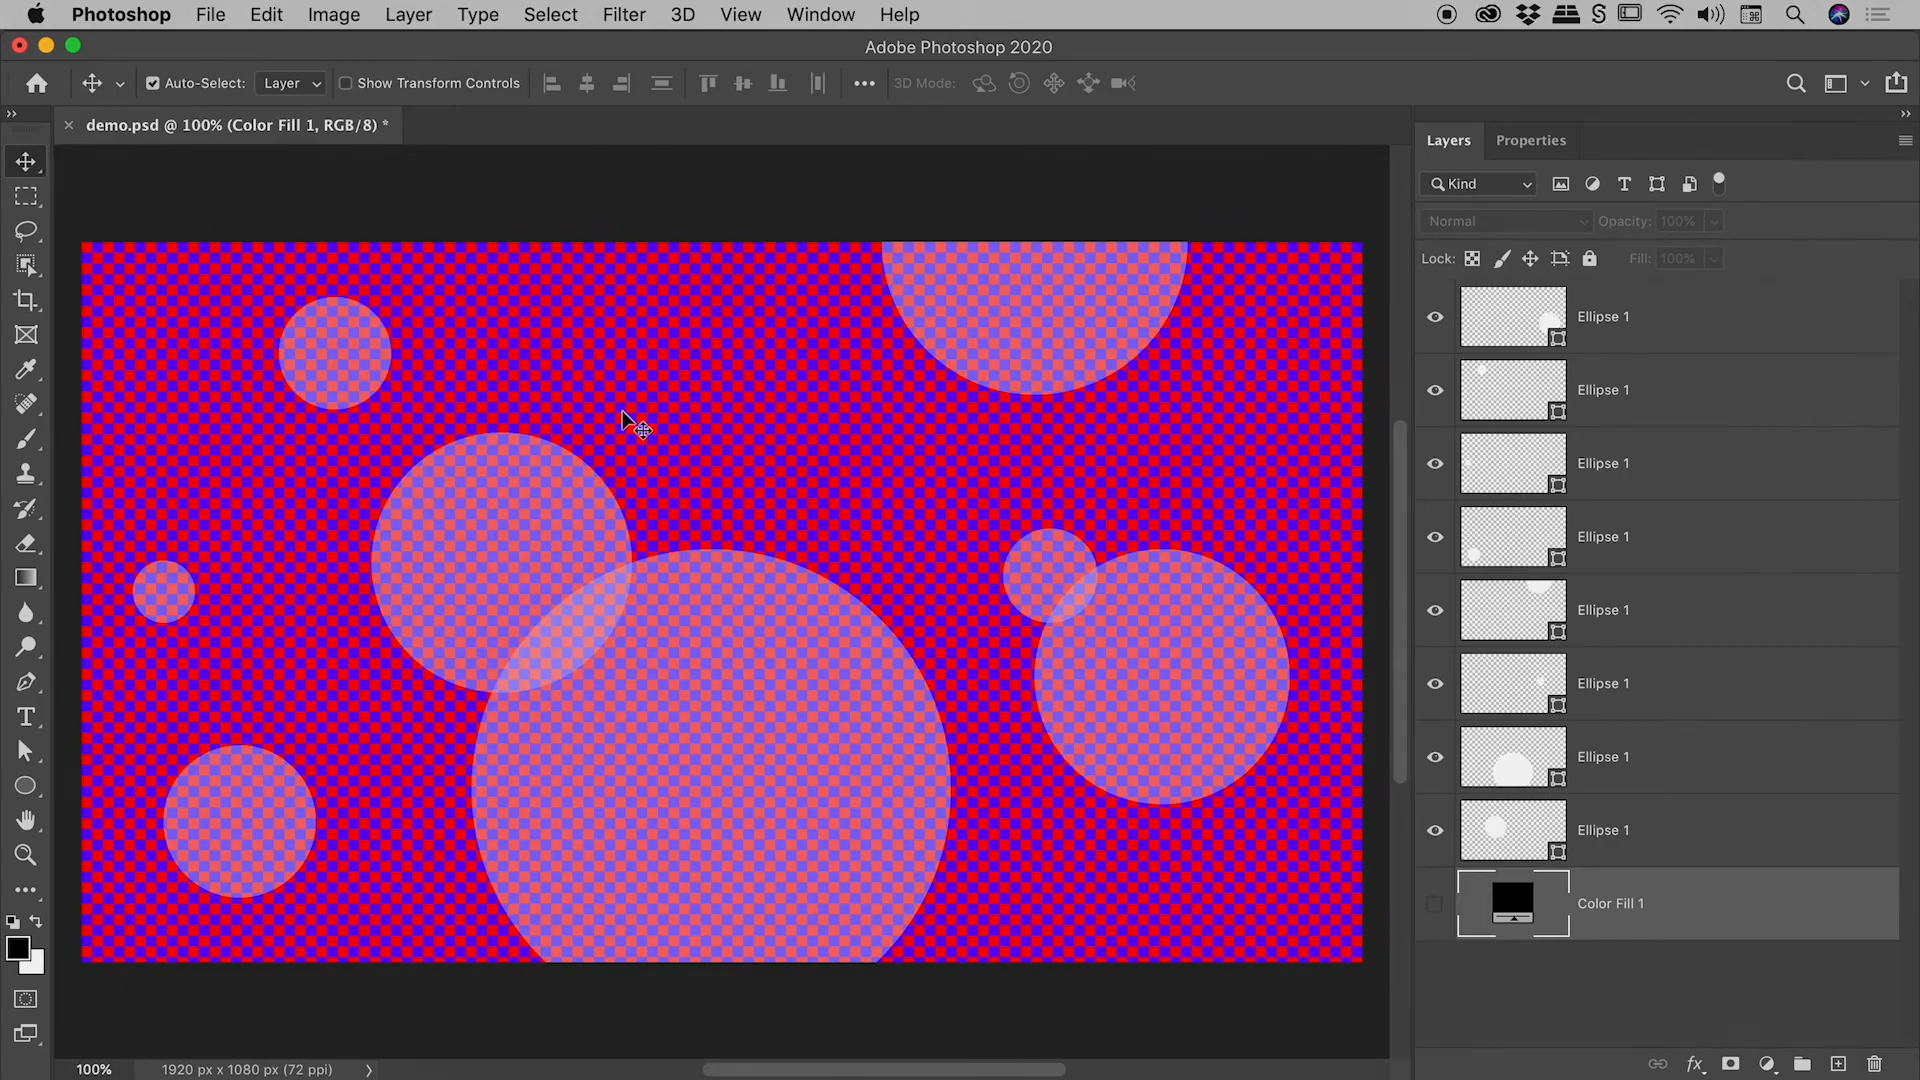 Photoshop File Edit Image Layer Type Select Filter 3D View Window Help
Adobe Photoshop 2020
Auto-Select: Layer Show Transform Controls 3D Mode:
demo.psd @ 100% (Color Fill 1, RGB/8) *
Layers Properties
Kind
Normal Opacity: 100%
Lock: Fill: 100%
Ellipse 1
Ellipse 1
Ellipse 1
Ellipse 1
Ellipse 1
Ellipse 1
Ellipse 1
Ellipse 1
Color Fill 1
100% 1920 px x 1080 px (72 ppi)